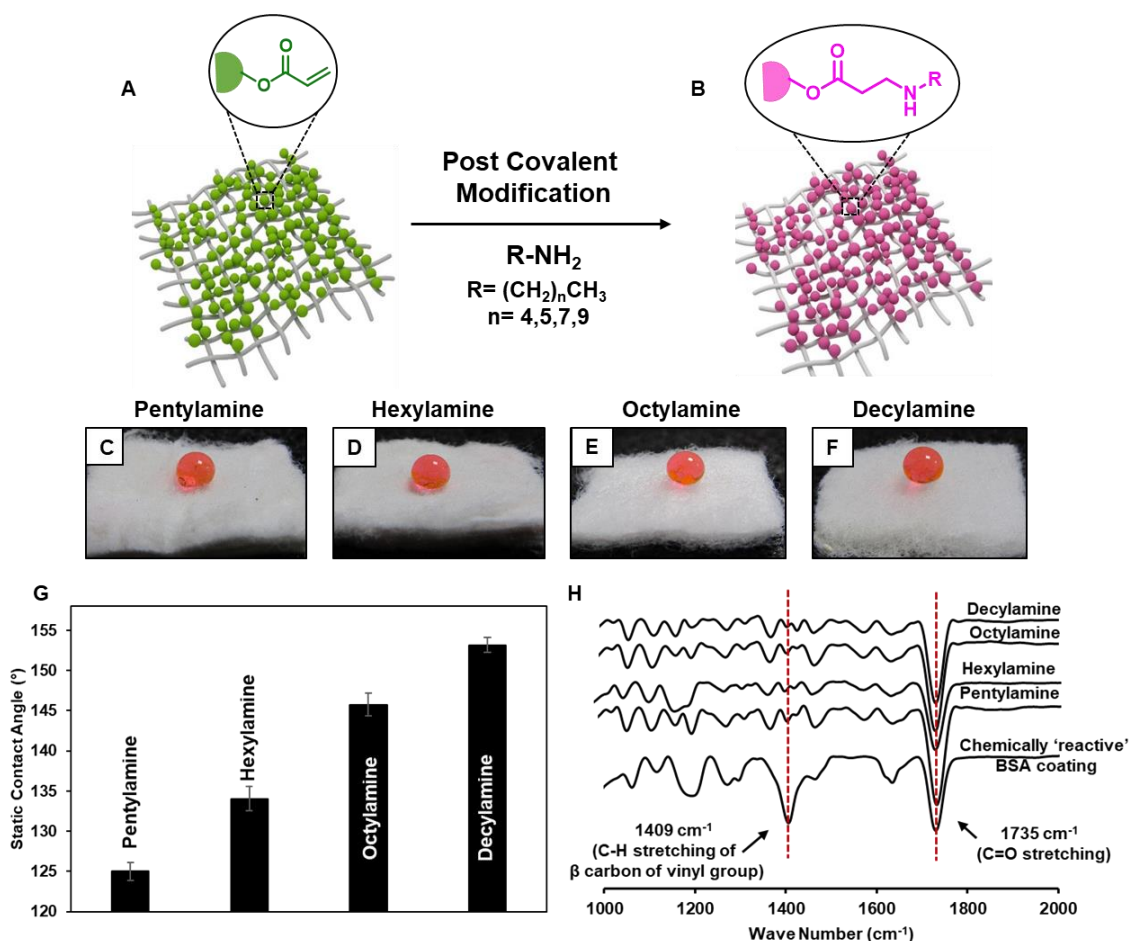 A
O
O
Post Covalent
Modification
R-NH₂
R= (CH₂)ₙCH₃
n= 4,5,7,9
B
O
O
N
H
R
Pentylamine
Hexylamine
Octylamine
Decylamine
C
D
E
F
G
Static Contact Angle (°)
155
150
145
140
135
130
125
120
Pentylamine
Hexylamine
Octylamine
Decylamine
H
Decylamine
Octylamine
Hexylamine
Pentylamine
Chemically ‘reactive’
BSA coating
1409 cm⁻¹
(C-H stretching of
β carbon of vinyl group)
1735 cm⁻¹
(C=O stretching)
1000
1200
1400
1600
1800
2000
Wave Number (cm⁻¹)